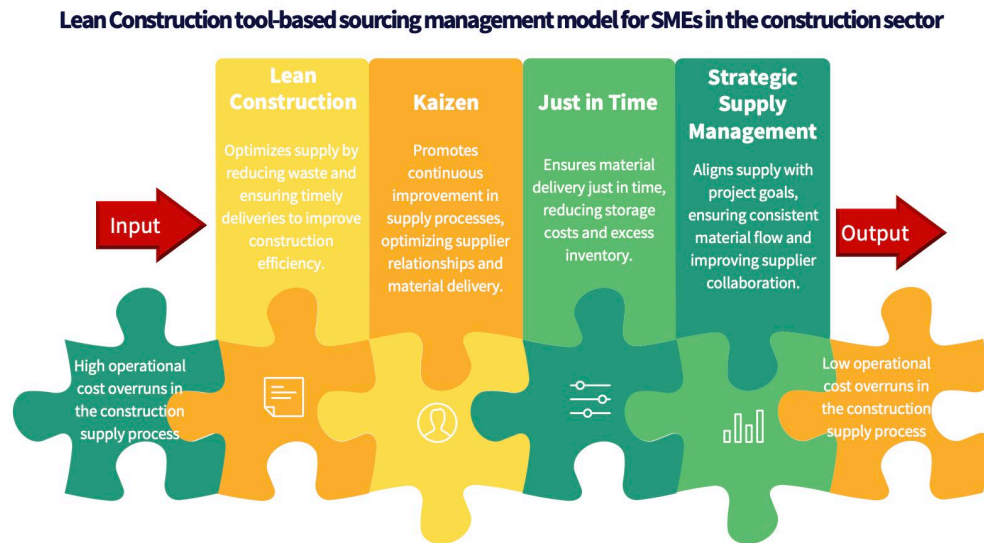 Lean Construction tool-based sourcing management model for SMEs in the construction sector
Lean
Construction
Optimizes supply by
reducing waste and
ensuring timely
deliveries to improve
construction
efficiency.
Kaizen
Promotes
continuous
improvement in
supply processes,
optimizing supplier
relationships and
material delivery.
Just in Time
Ensures material
delivery just in time,
reducing storage
costs and excess
inventory.
Strategic
Supply
Management
Aligns supply with
project goals,
ensuring consistent
material flow and
improving supplier
collaboration.
Input
Output
High operational
cost overruns in
the construction
supply process
Low operational
cost overruns in
the construction
supply process